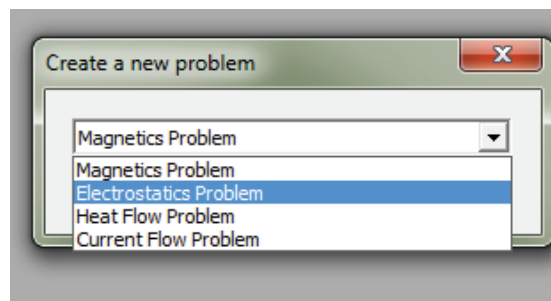 Create a new problem
Magnetics Problem
Magnetics Problem
Electrostatics Problem
Heat Flow Problem
Current Flow Problem